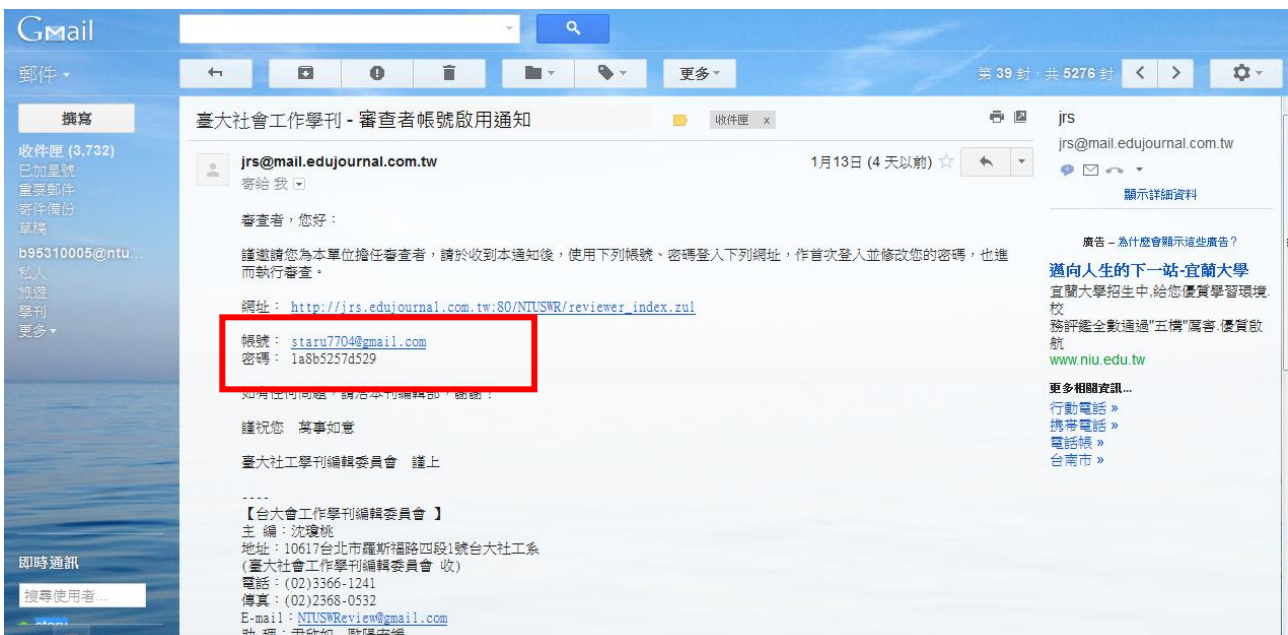 Gmail
郵件
更多
第 39 封,共 5276 封
撰寫
收件匣 (3,732)
已加星號
重要郵件
寄件備份
草稿
b95310005@ntu...
私人
旅遊
學刊
更多
臺大社會工作學刊 - 審查者帳號啟用通知
收件匣 x
jrs@mail.edujournal.com.tw
1月13日 (4 天以前)
寄給 我
審查者,您好:
謹邀請您為本單位擔任審查者,請於收到本通知後,使用下列帳號、密碼登入下列網址,作首次登入並修改您的密碼,也進
而執行審查。
網址: http://jrs.edujournal.com.tw:80/NTUSWR/reviewer_index.zul
帳號: staru7704@gmail.com
密碼: 1a8b5257d529
如有任何問題,請洽本刊編輯部,謝謝!
謹祝您 萬事如意
臺大社工學刊編輯委員會 謹上
----
【台大會工作學刊編輯委員會 】
主 編:沈瓊桃
地址:10617台北市羅斯福路四段1號台大社工系
(臺大社會工作學刊編輯委員會 收)
電話:(02)3366-1241
傳真:(02)2368-0532
E-mail:NTUSWReview@gmail.com
jrs
jrs@mail.edujournal.com.tw
顯示詳細資料
廣告 – 為什麼會顯示這些廣告?
邁向人生的下一站-宜蘭大學
宜蘭大學招生中,給您優質學習環境.
校
務評鑑全數通過"五構"厲害.優質啟
航
www.niu.edu.tw
更多相關資訊...
行動電話 »
携帯電話 »
電話帳 »
台南市 »
即時通訊
搜尋使用者...